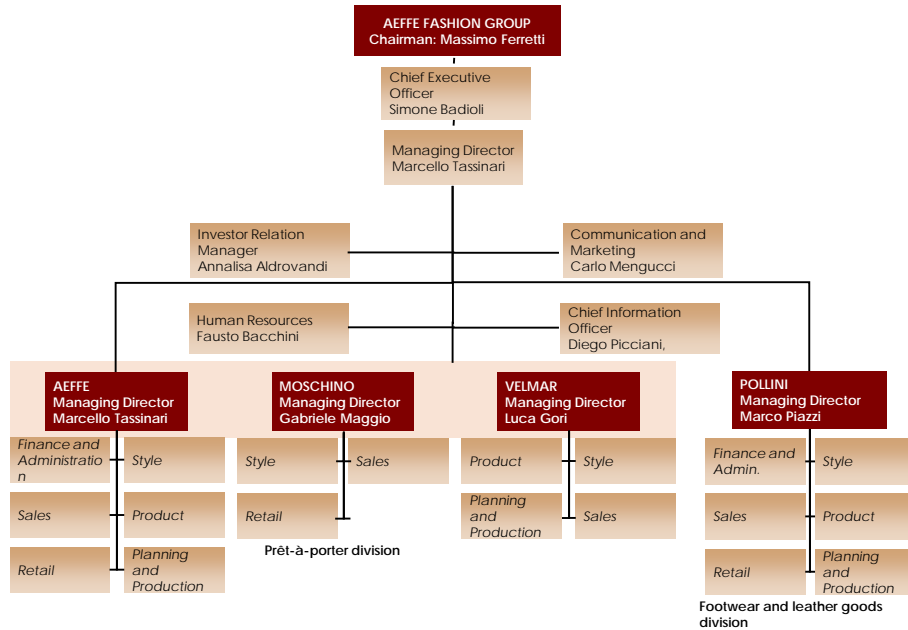 AEFFE FASHION GROUP
Chairman: Massimo Ferretti
Chief Executive
Officer
Simone Badioli
Managing Director
Marcello Tassinari
Investor Relation
Manager
Annalisa Aldrovandi
Communication and
Marketing
Carlo Mengucci
Human Resources
Fausto Bacchini
Chief Information
Officer
Diego Picciani,
AEFFE
Managing Director
Marcello Tassinari
MOSCHINO
Managing Director
Gabriele Maggio
VELMAR
Managing Director
Luca Gori
POLLINI
Managing Director
Marco Piazzi
Finance and
Administratio
n
Style
Sales
Product
Retail
Planning
and
Production
Style
Sales
Retail
Prêt-à-porter division
Product
Style
Planning
and
Production
Sales
Finance and
Admin.
Style
Sales
Product
Retail
Planning
and
Production
Footwear and leather goods
division